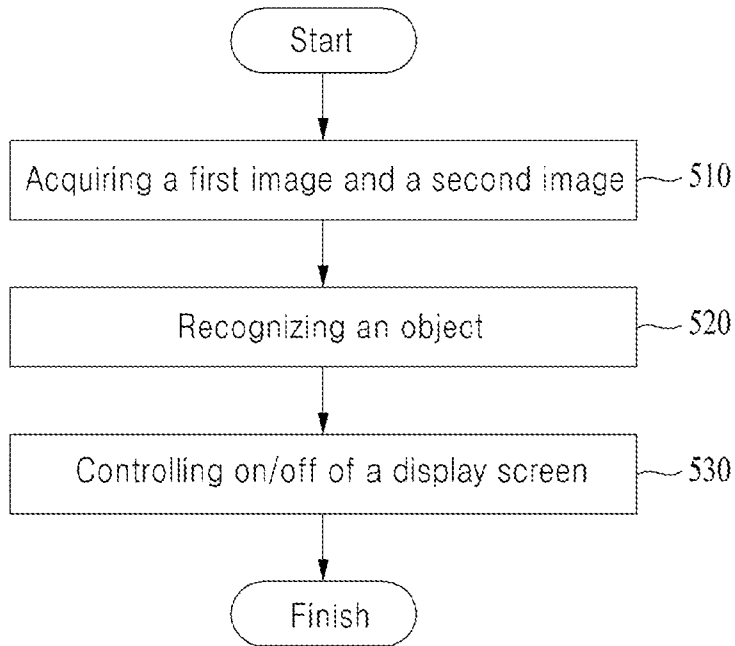 Start
Acquiring a first image and a second image 510
Recognizing an object 520
Controlling on/off of a display screen 530
Finish